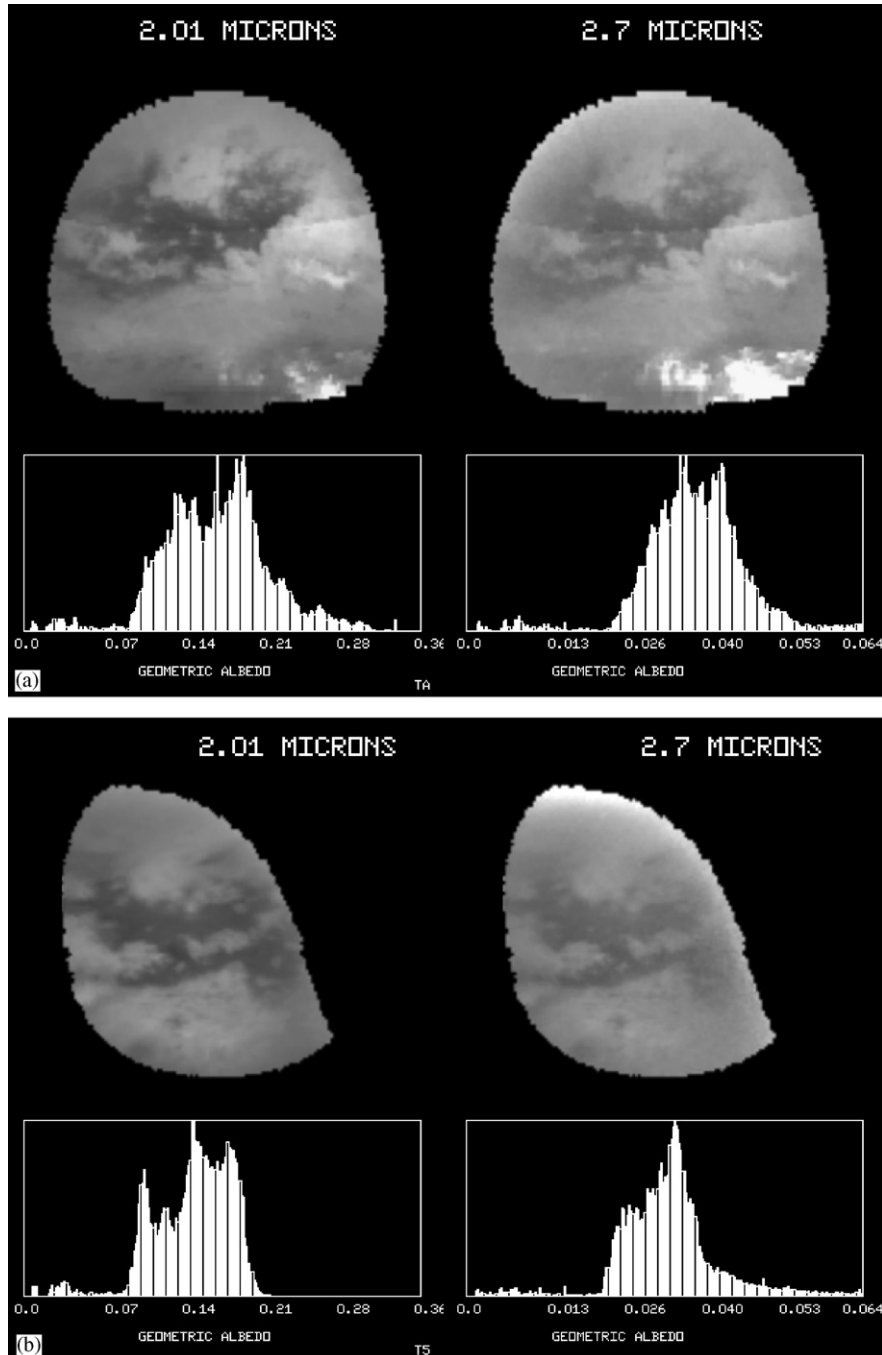 2.01 MICRONS 2.7 MICRONS
0.0 0.07 0.14 0.21 0.28 0.36 0.0 0.013 0.026 0.040 0.053 0.064
GEOMETRIC ALBEDO GEOMETRIC ALBEDO
(a) TA
2.01 MICRONS 2.7 MICRONS
0.0 0.07 0.14 0.21 0.28 0.36 0.0 0.013 0.026 0.040 0.053 0.064
GEOMETRIC ALBEDO GEOMETRIC ALBEDO
(b) T5